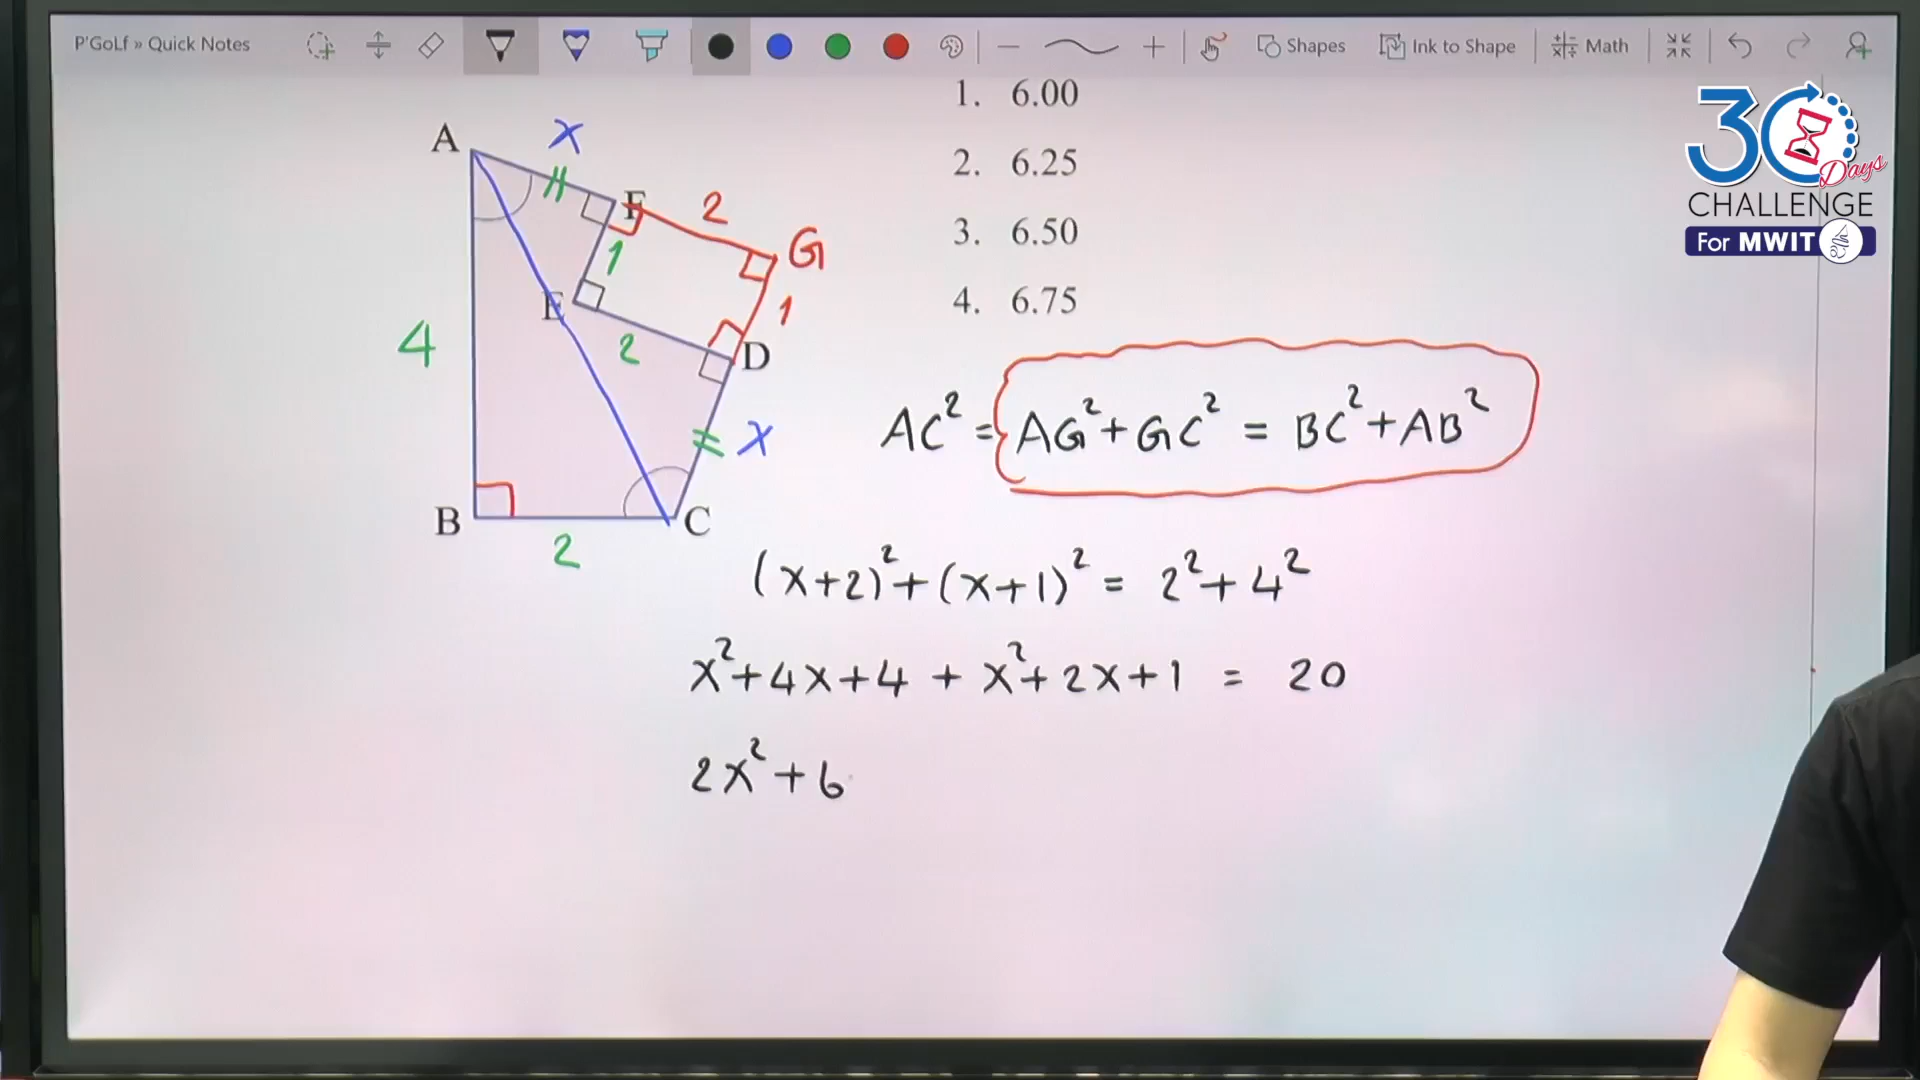 P'GoLf » Quick Notes
Shapes
Ink to Shape
Math
30 Days
CHALLENGE
For MWIT
1. 6.00
2. 6.25
3. 6.50
4. 6.75
A
x
F
2
G
1
E
1
2
D
4
x
B
C
2
AC² = AG² + GC² = BC² + AB²
(x+2)² + (x+1)² = 2² + 4²
x² + 4x + 4 + x² + 2x + 1 = 20
2x² + 6